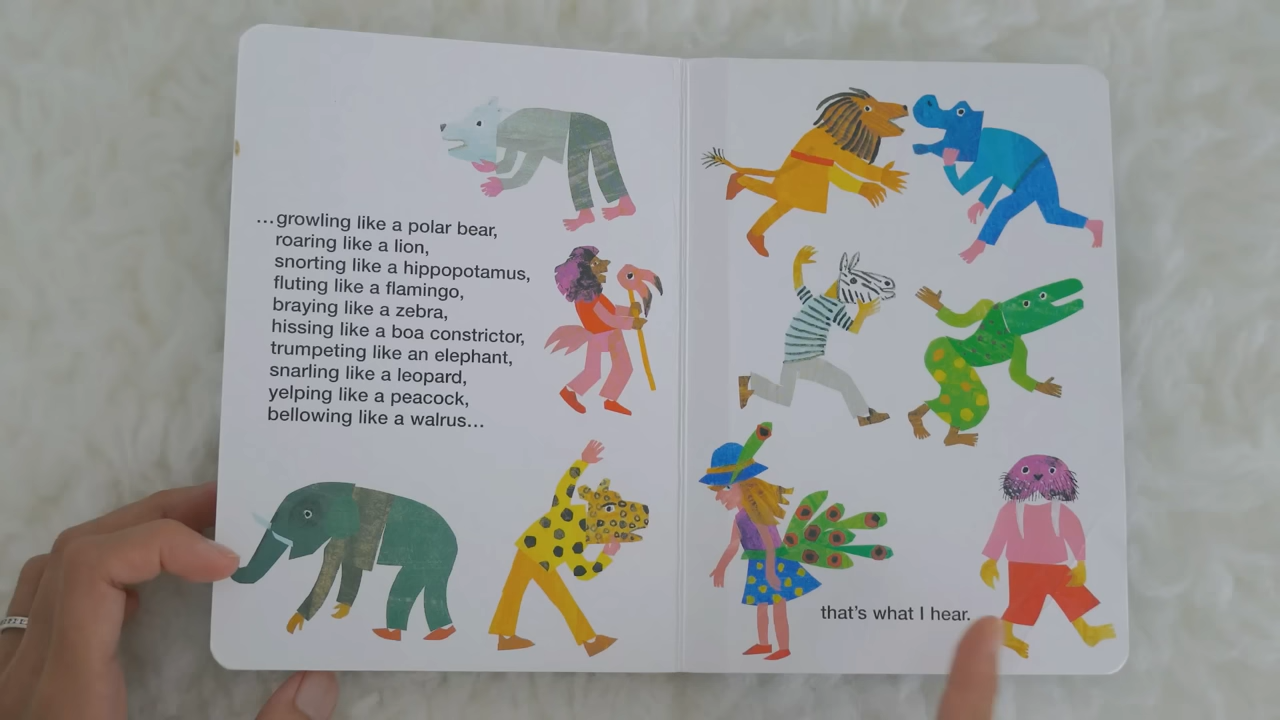 ...growling like a polar bear,
roaring like a lion,
snorting like a hippopotamus,
fluting like a flamingo,
braying like a zebra,
hissing like a boa constrictor,
trumpeting like an elephant,
snarling like a leopard,
yelping like a peacock,
bellowing like a walrus...
that's what I hear.